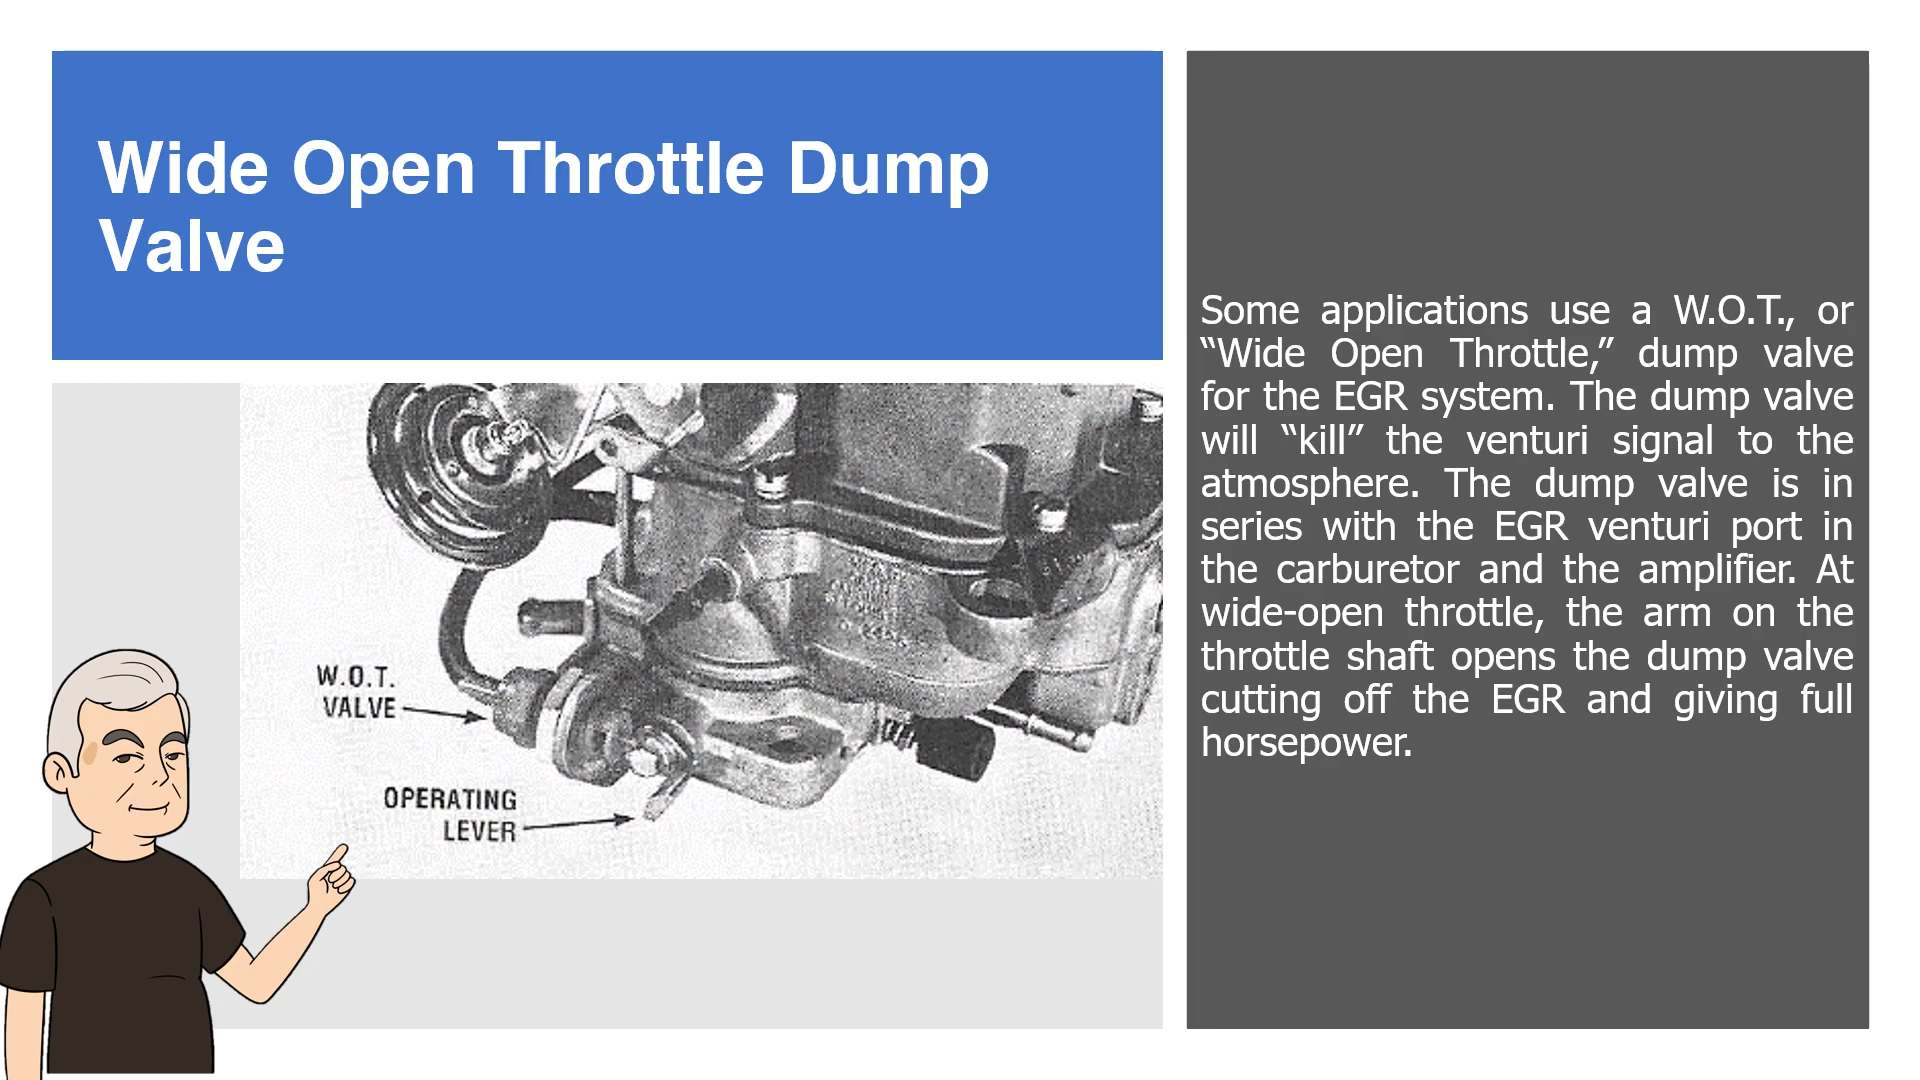 Wide Open Throttle Dump
Valve
W.O.T.
VALVE
OPERATING
LEVER
Some applications use a W.O.T., or
“Wide Open Throttle,” dump valve
for the EGR system. The dump valve
will “kill” the venturi signal to the
atmosphere. The dump valve is in
series with the EGR venturi port in
the carburetor and the amplifier. At
wide-open throttle, the arm on the
throttle shaft opens the dump valve
cutting off the EGR and giving full
horsepower.